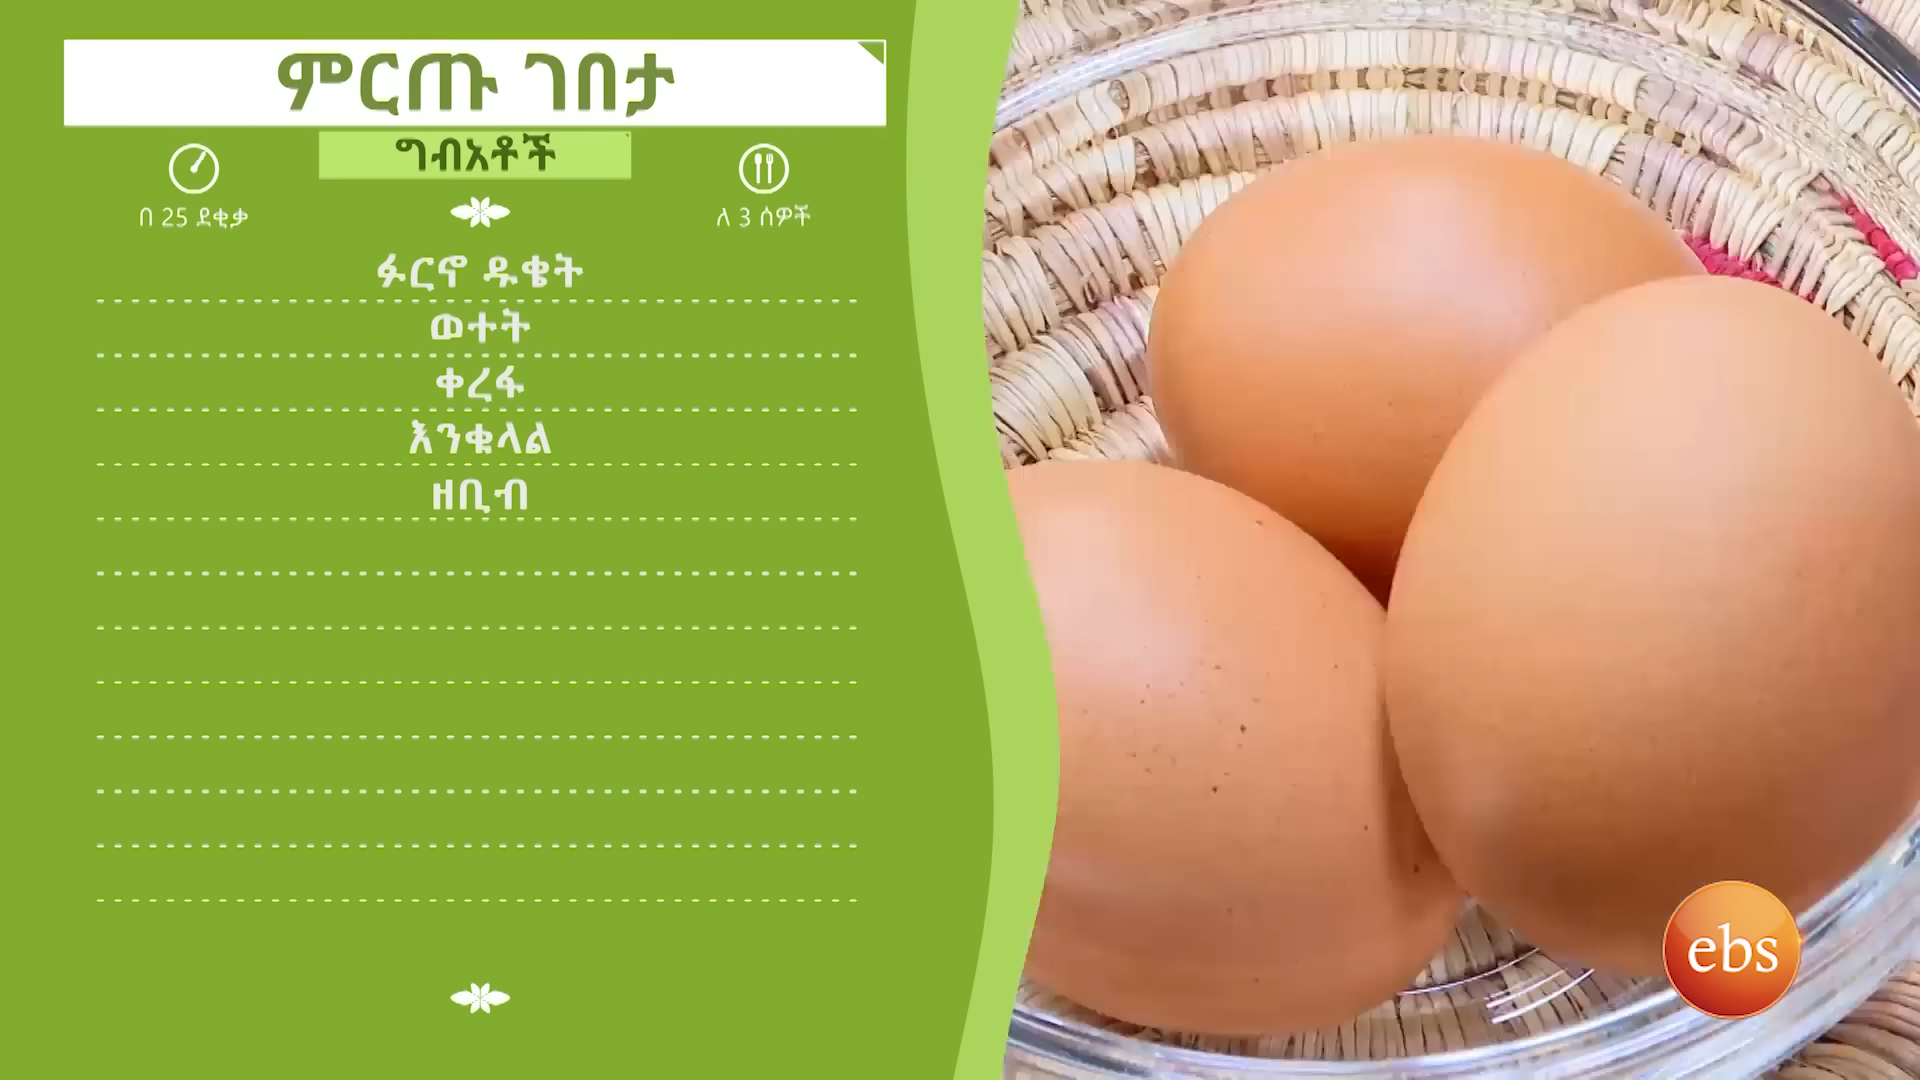 ምርጡ ገበታ
ግብአቶች
በ 25 ደቂቃ
ለ 3 ሰዎች
ፉርኖ ዱቄት
ወተት
ቀረፋ
እንቁላል
ዘቢብ
ebs